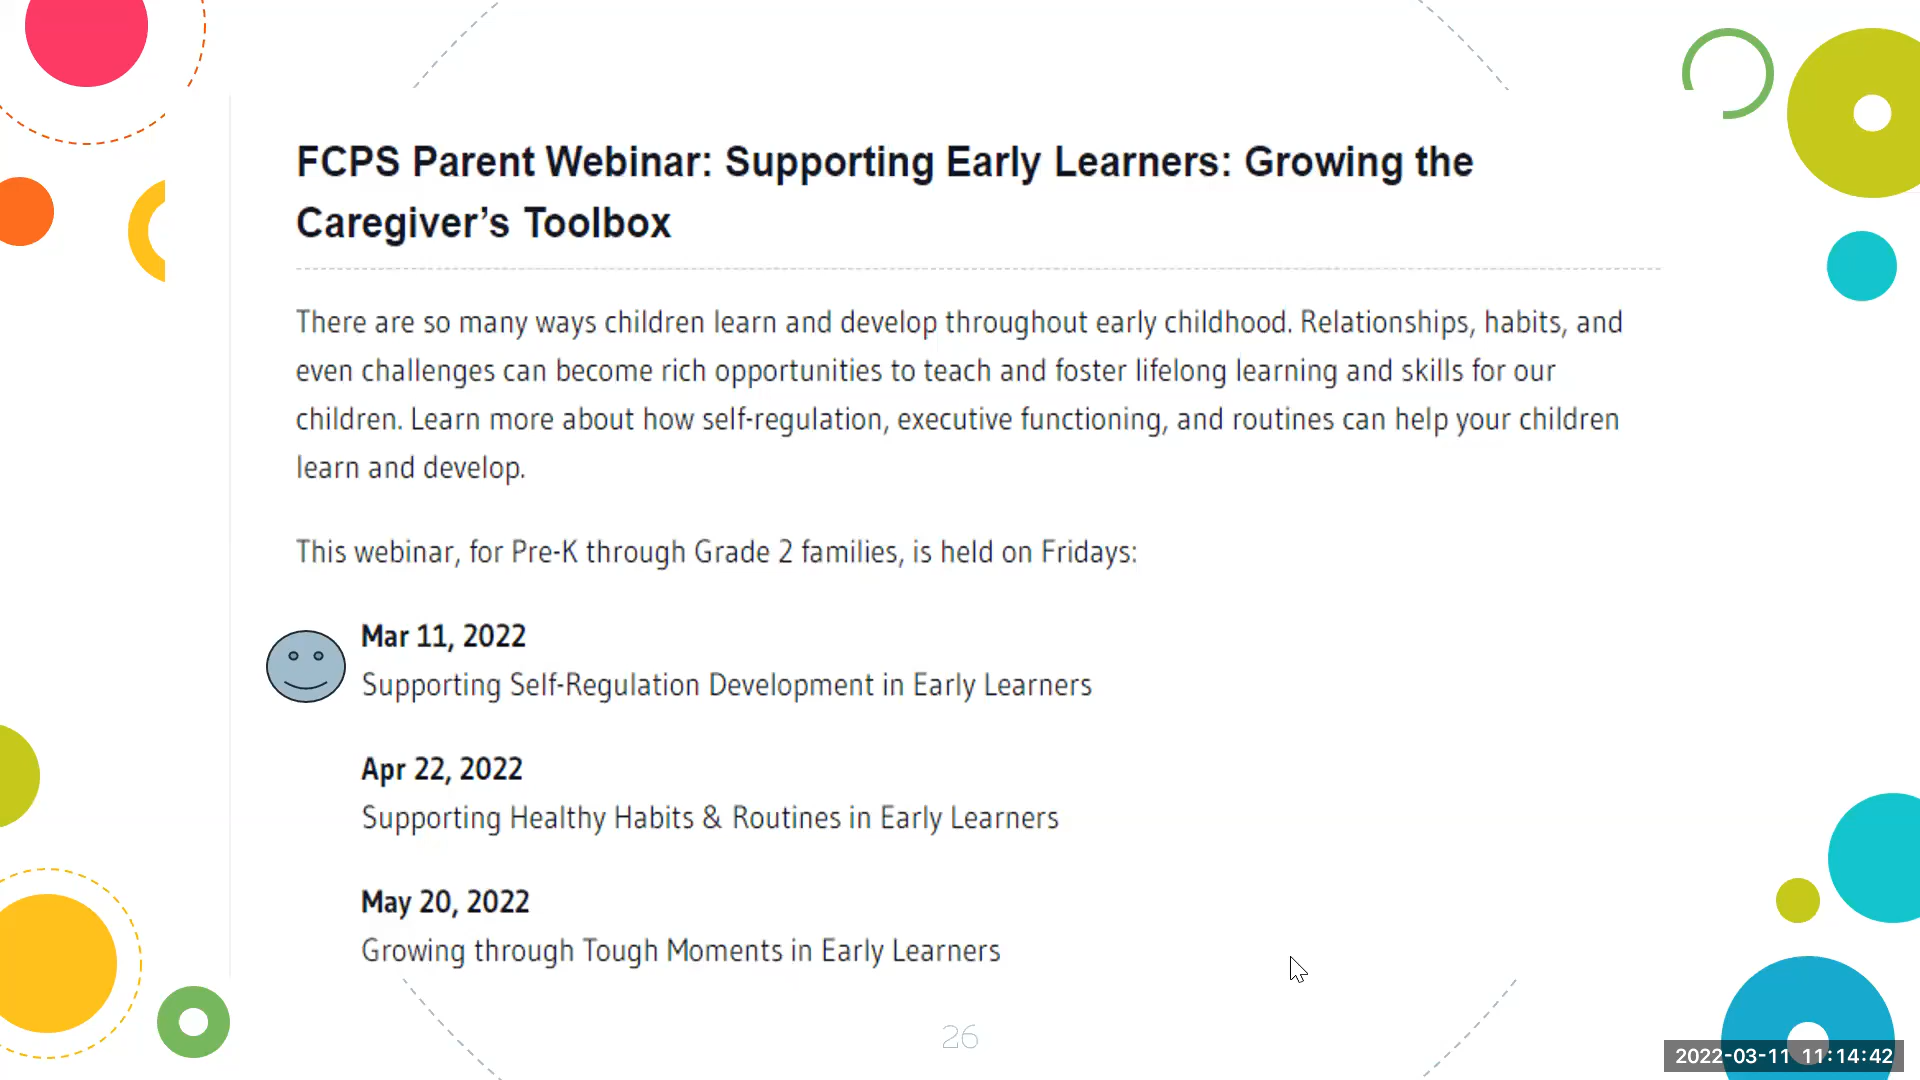 FCPS Parent Webinar: Supporting Early Learners: Growing the
Caregiver’s Toolbox
There are so many ways children learn and develop throughout early childhood. Relationships, habits, and
even challenges can become rich opportunities to teach and foster lifelong learning and skills for our
children. Learn more about how self-regulation, executive functioning, and routines can help your children
learn and develop.
This webinar, for Pre-K through Grade 2 families, is held on Fridays:
Mar 11, 2022
Supporting Self-Regulation Development in Early Learners
Apr 22, 2022
Supporting Healthy Habits & Routines in Early Learners
May 20, 2022
Growing through Tough Moments in Early Learners
26
2022-03-11 11:14:42